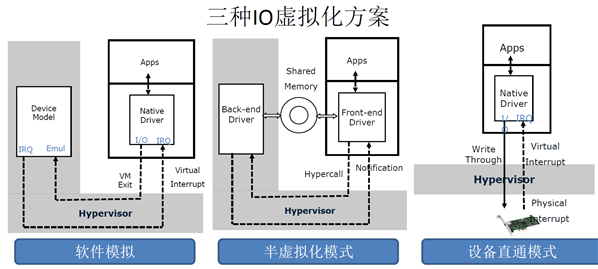 三种IO虚拟化方案
Apps
Device
Model
Native
Driver
IRQ
Emul
I/O
IRQ
VM
Exit
Virtual
Interrupt
Hypervisor
软件模拟
Shared
Memory
Apps
Back-end
Driver
Front-end
Driver
Hypercall
Notification
Hypervisor
半虚拟化模式
Apps
Native
Driver
I/
O
IRQ
Write
Through
Virtual
Interrupt
Hypervisor
Physical
Interrupt
设备直通模式